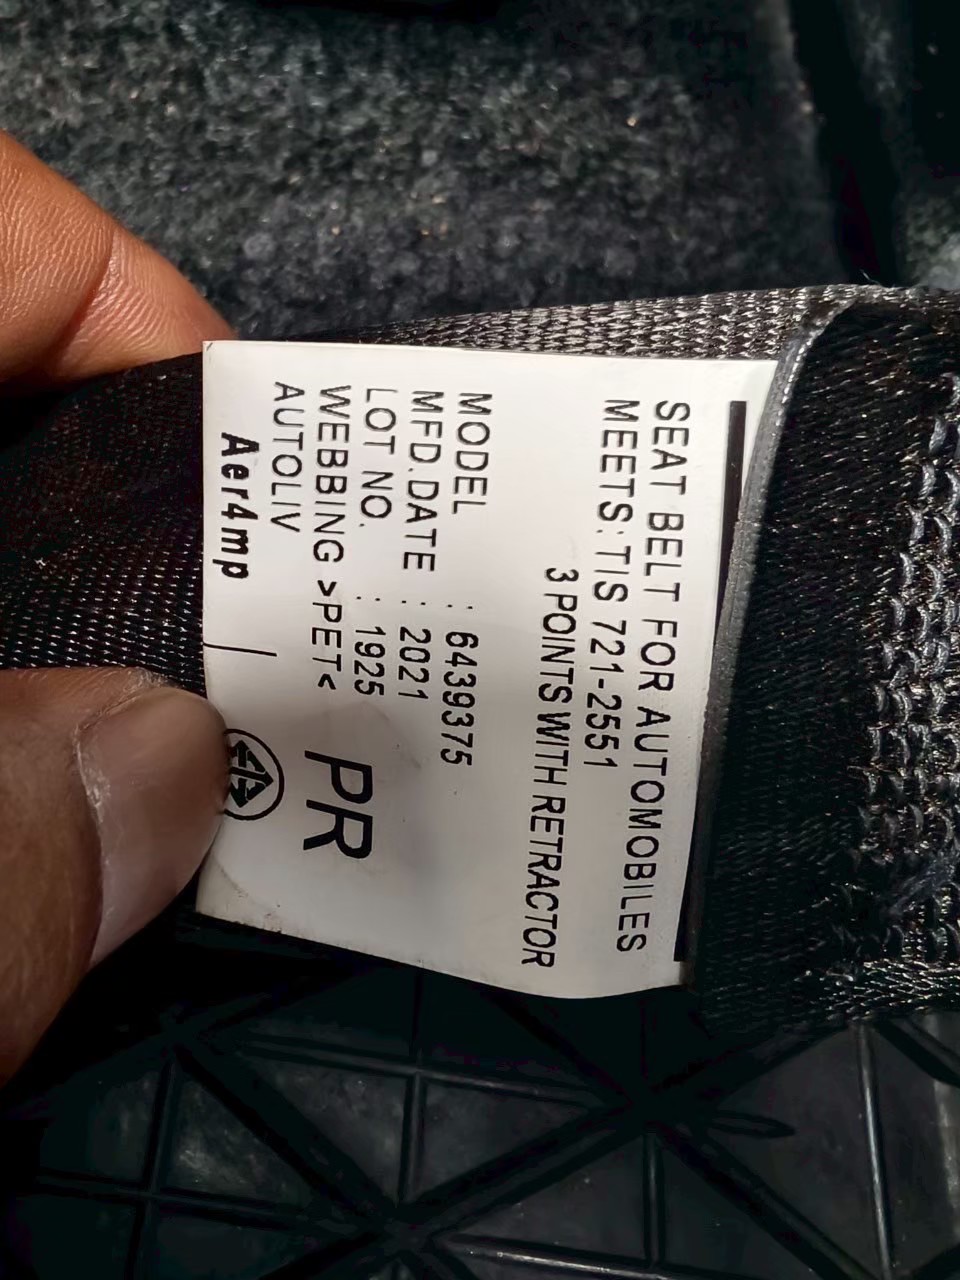 SEAT BELT FOR AUTOMOBILES
MEETS:TIS 721-2551
3 POINTS WITH RETRACTOR
MODEL : 6439375
MFD.DATE : 2021
LOT NO. : 1925
WEBBING >PET< PR
AUTOLIV
Aer4mp